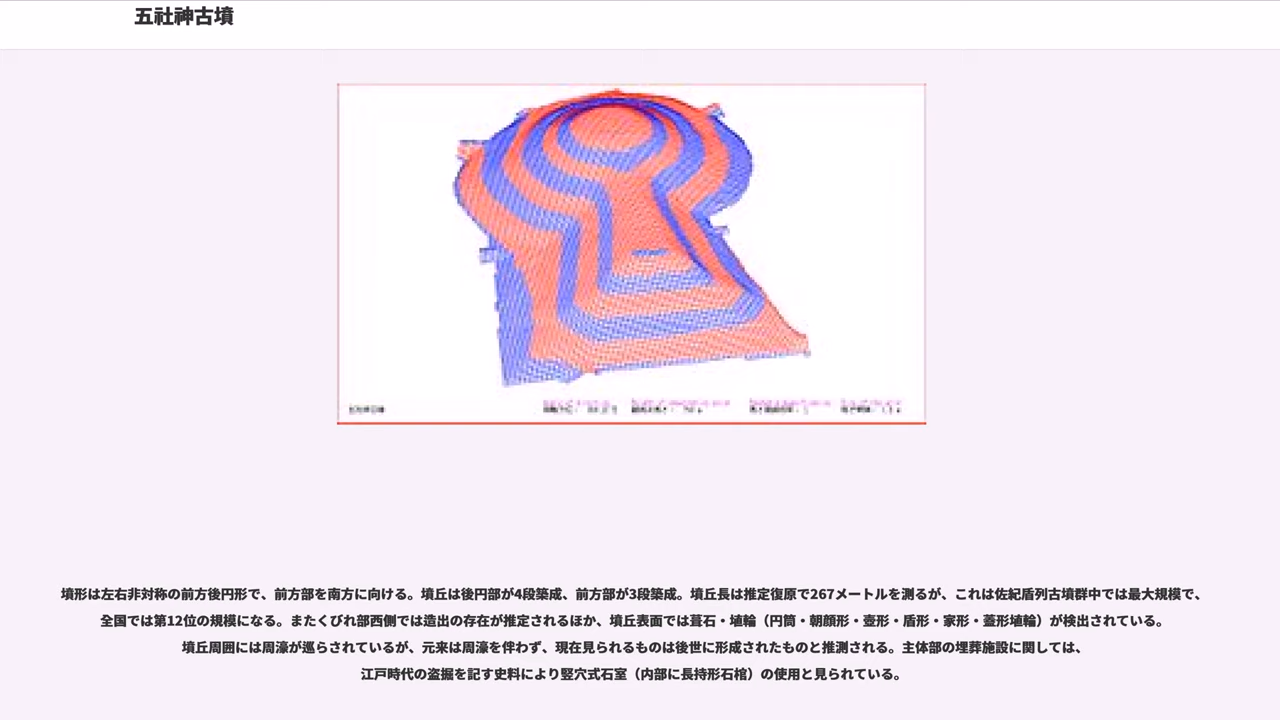 五社神古墳
墳形は左右非対称の前方後円形で、前方部を南方に向ける。墳丘は後円部が4段築成、前方部が3段築成。墳丘長は推定復原で267メートルを測るが、これは佐紀盾列古墳群中では最大規模で、
全国では第12位の規模になる。またくびれ部西側では造出の存在が推定されるほか、墳丘表面では葺石・埴輪（円筒・朝顔形・壺形・盾形・家形・蓋形埴輪）が検出されている。
墳丘周囲には周濠が巡らされているが、元来は周濠を伴わず、現在見られるものは後世に形成されたものと推測される。主体部の埋葬施設に関しては、
江戸時代の盗掘を記す史料により竪穴式石室（内部に長持形石棺）の使用と見られている。